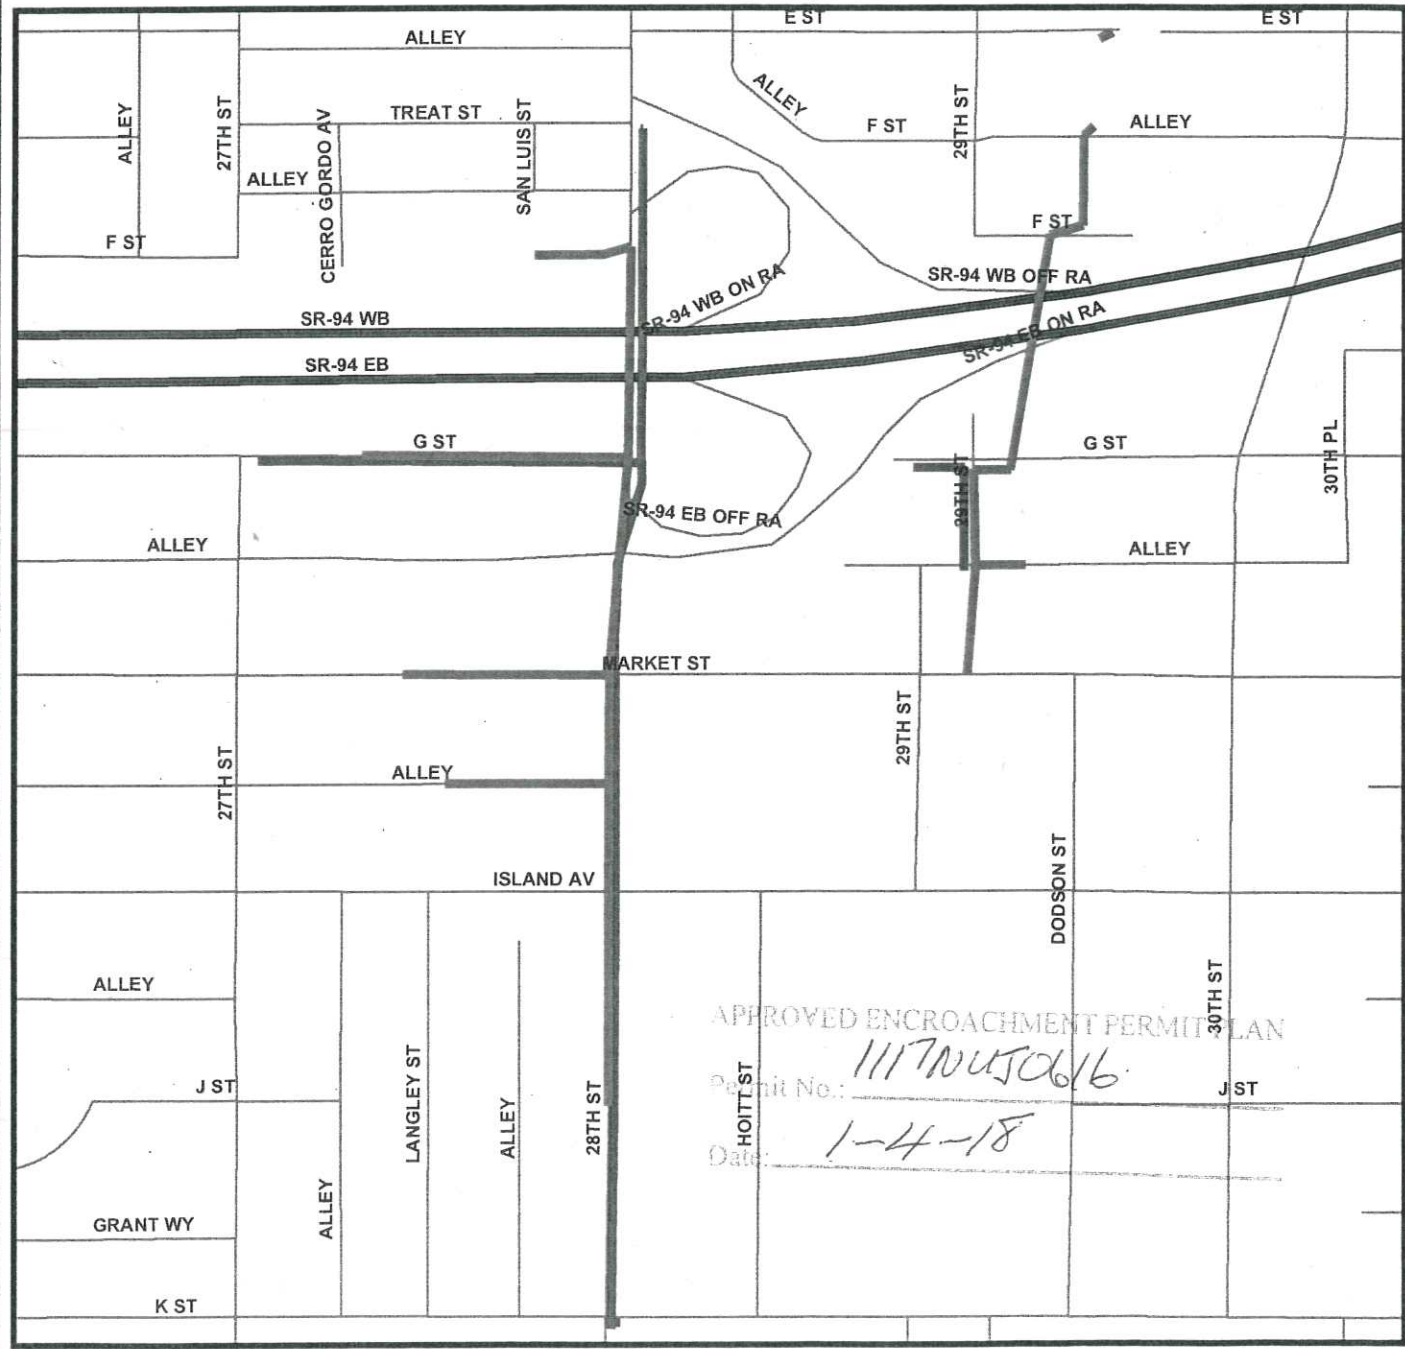 E ST
E ST
ALLEY
ALLEY
ALLEY
27TH ST
TREAT ST
CERRO GORDO AV
SAN LUIS ST
ALLEY
F ST
29TH ST
ALLEY
ALLEY
F ST
F ST
SR-94 WB OFF RA
SR-94 WB ON RA
SR-94 WB
SR-94 EB ON RA
SR-94 EB
G ST
G ST
30TH PL
29TH ST
SR-94 EB OFF RA
ALLEY
ALLEY
MARKET ST
29TH ST
27TH ST
ALLEY
ISLAND AV
DODSON ST
ALLEY
30TH ST
APPROVED ENCROACHMENT PERMIT PLAN
Permit No.: 1117NUJ0616
J ST
LANGLEY ST
ALLEY
28TH ST
HOITT ST
J ST
Date: 1-4-18
ALLEY
GRANT WY
K ST